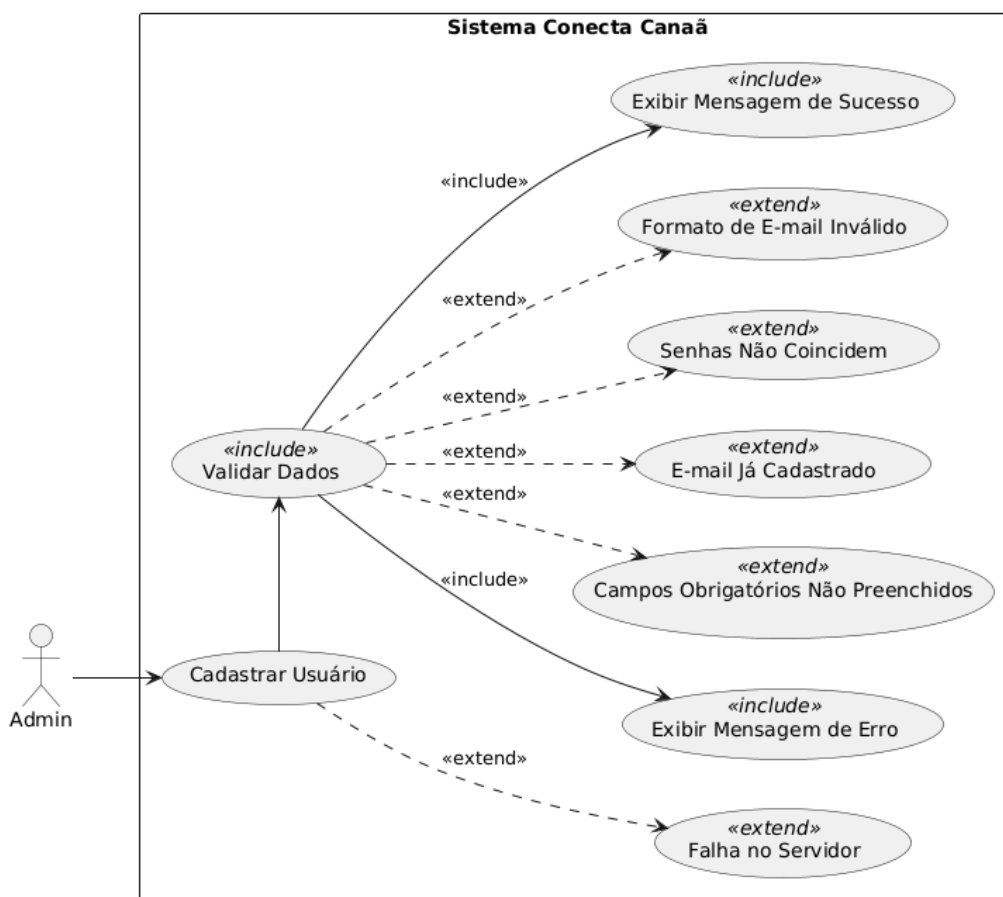 Sistema Conecta Canaã
«include»
Exibir Mensagem de Sucesso
«include»
«extend»
Formato de E-mail Inválido
«extend»
«extend»
Senhas Não Coincidem
«extend»
«include»
Validar Dados
«extend»
«extend»
E-mail Já Cadastrado
«extend»
«extend»
Campos Obrigatórios Não Preenchidos
«include»
Cadastrar Usuário
Admin
«include»
Exibir Mensagem de Erro
«extend»
«extend»
Falha no Servidor